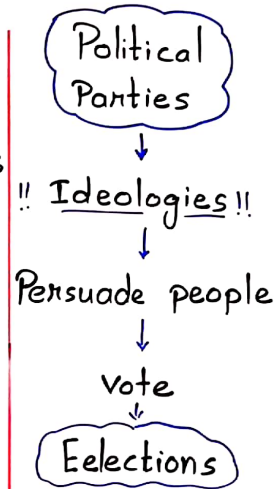 Political
Parties
!! Ideologies !!
Persuade people
vote
Eelections